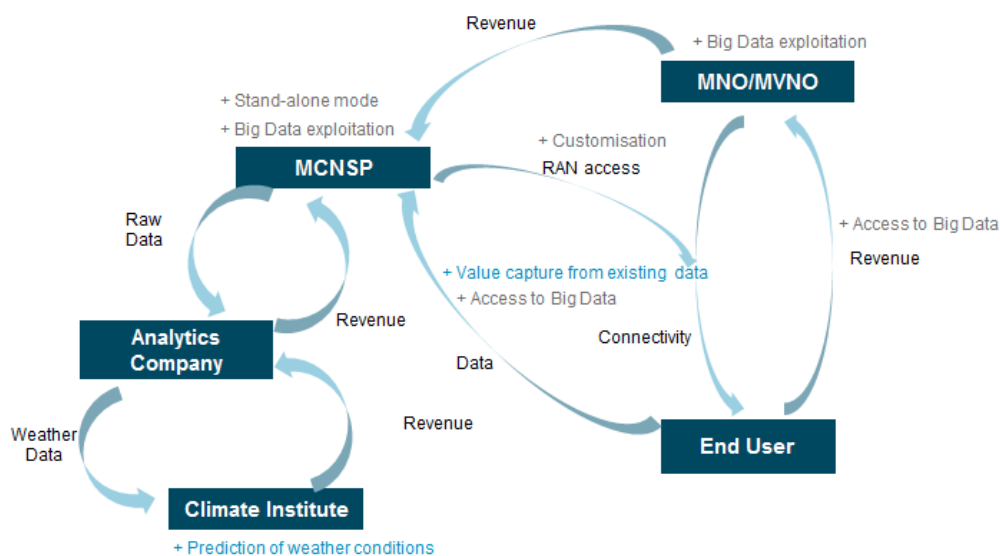 Revenue
+ Big Data exploitation
MNO/MVNO
+ Stand-alone mode
+ Big Data exploitation
MCNSP
+ Customisation
RAN access
Raw
Data
+ Access to Big Data
Revenue
+ Value capture from existing data
+ Access to Big Data
Revenue
Analytics
Company
Connectivity
Data
Weather
Data
Revenue
End User
Climate Institute
+ Prediction of weather conditions